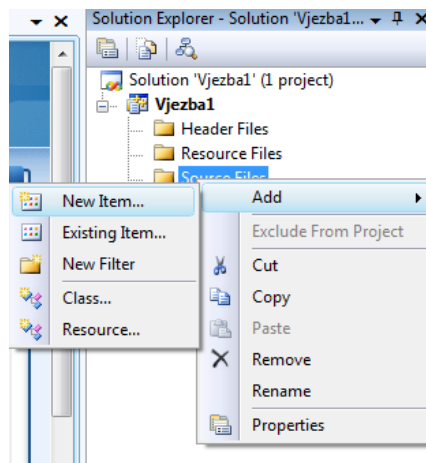 Solution Explorer - Solution 'Vjezba1...
Solution 'Vjezba1' (1 project)
Vjezba1
Header Files
Resource Files
Source Files
Add
Exclude From Project
Cut
Copy
Paste
Remove
Rename
Properties
New Item...
Existing Item...
New Filter
Class...
Resource...